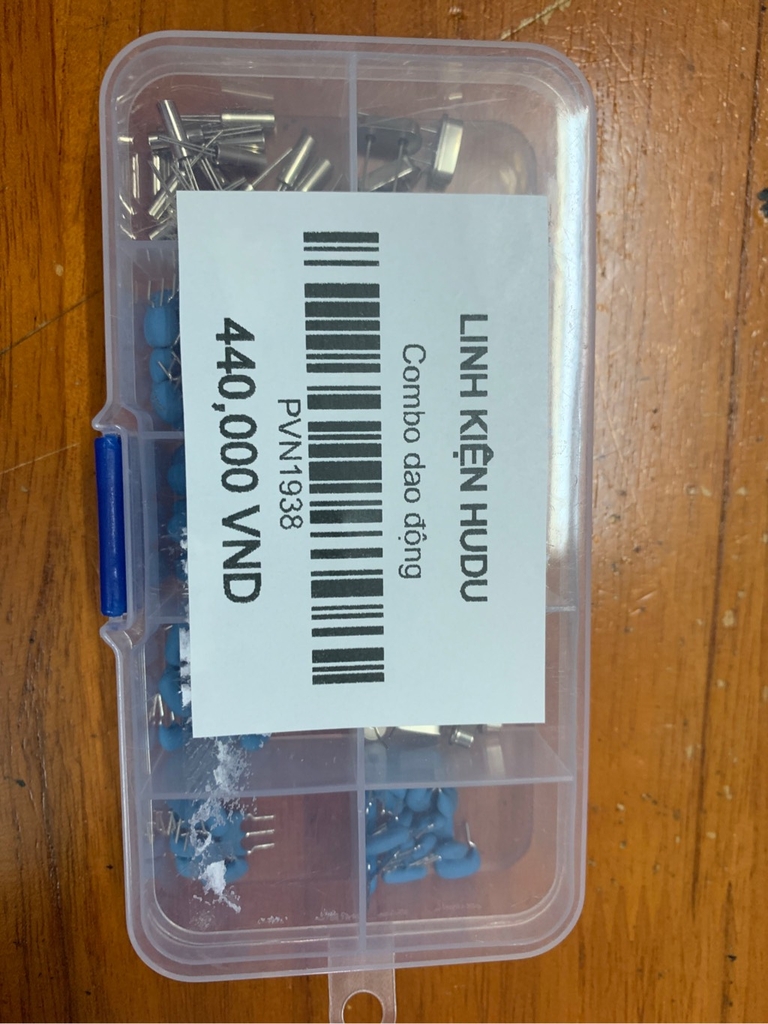 LINH KIỆN HUDU
Combo dao động
PVN1938
440,000 VND